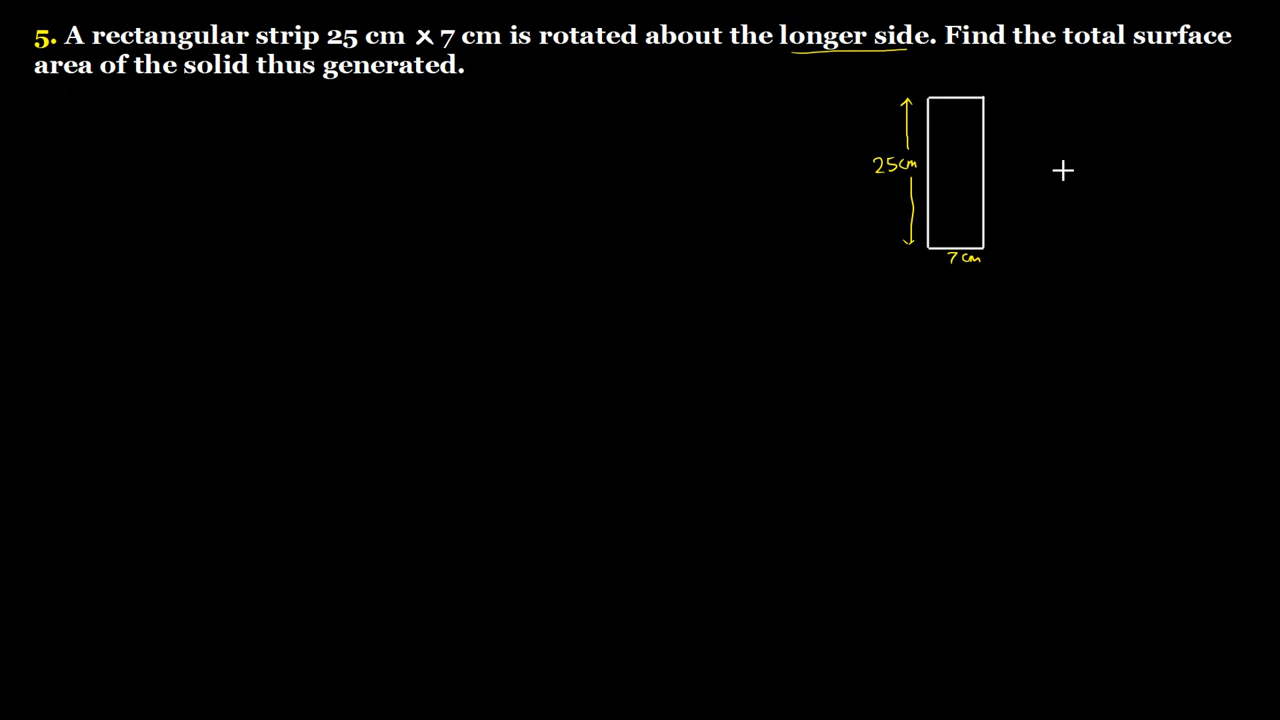 5. A rectangular strip 25 cm × 7 cm is rotated about the longer side. Find the total surface
area of the solid thus generated.
25cm
7 cm